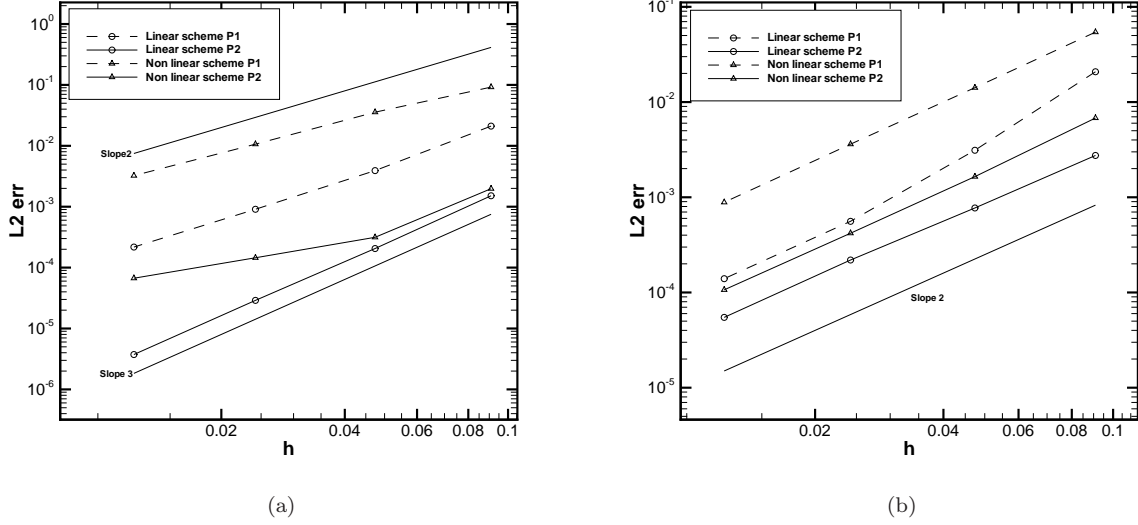 Linear scheme P1
Linear scheme P2
Non linear scheme P1
Non linear scheme P2
10^0
10^-1
10^-2
10^-3
10^-4
10^-5
10^-6
L2 err
Slope2
Slope 3
0.02
0.04
0.06
0.08
0.1
h
(a)
Linear scheme P1
Linear scheme P2
Non linear scheme P1
Non linear scheme P2
10^-1
10^-2
10^-3
10^-4
10^-5
L2 err
Slope 2
0.02
0.04
0.06
0.08
0.1
h
(b)